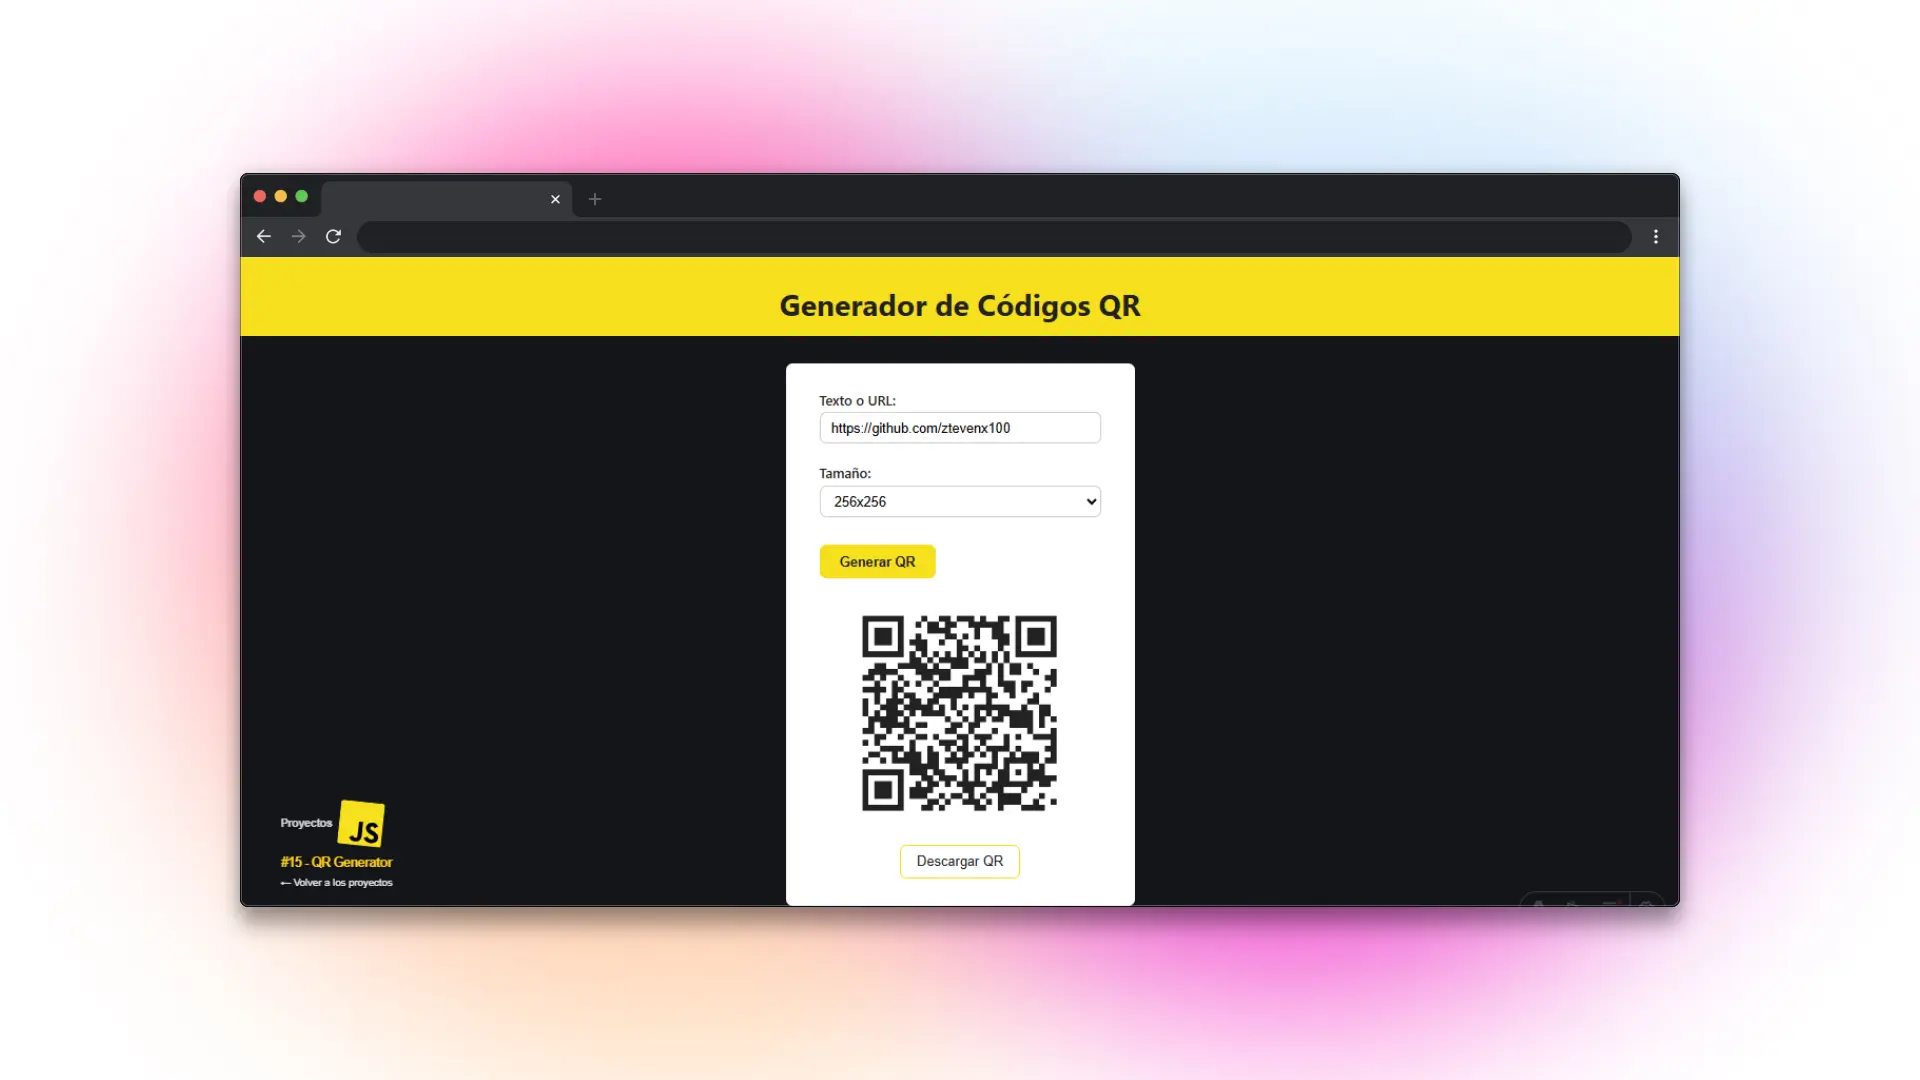 Generador de Códigos QR
Texto o URL:
https://github.com/ztevenx100
Tamaño:
256x256
Generar QR
Descargar QR
Proyectos JS
#15 - QR Generator
← Volver a los proyectos